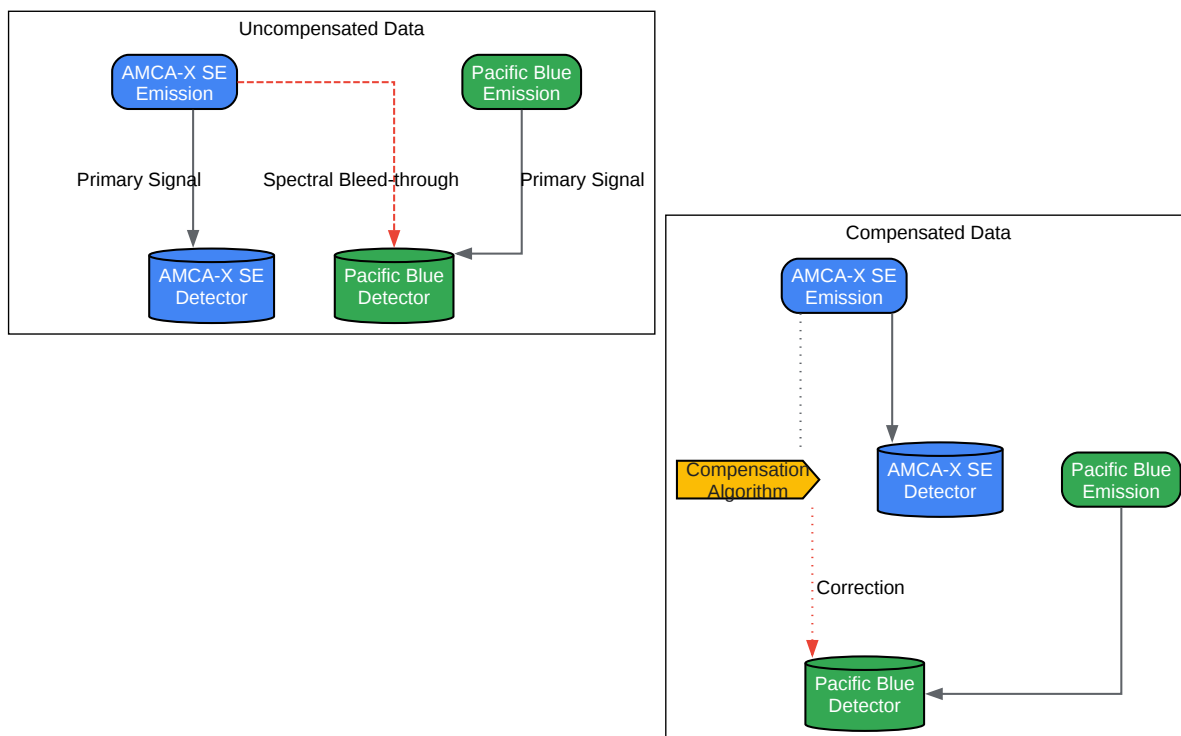 Uncompensated Data
AMCA-X SE
Emission
Pacific Blue
Emission
Primary Signal
Spectral Bleed-through
Primary Signal
AMCA-X SE
Detector
Pacific Blue
Detector
Compensated Data
AMCA-X SE
Emission
Compensation
Algorithm
AMCA-X SE
Detector
Pacific Blue
Emission
Correction
Pacific Blue
Detector